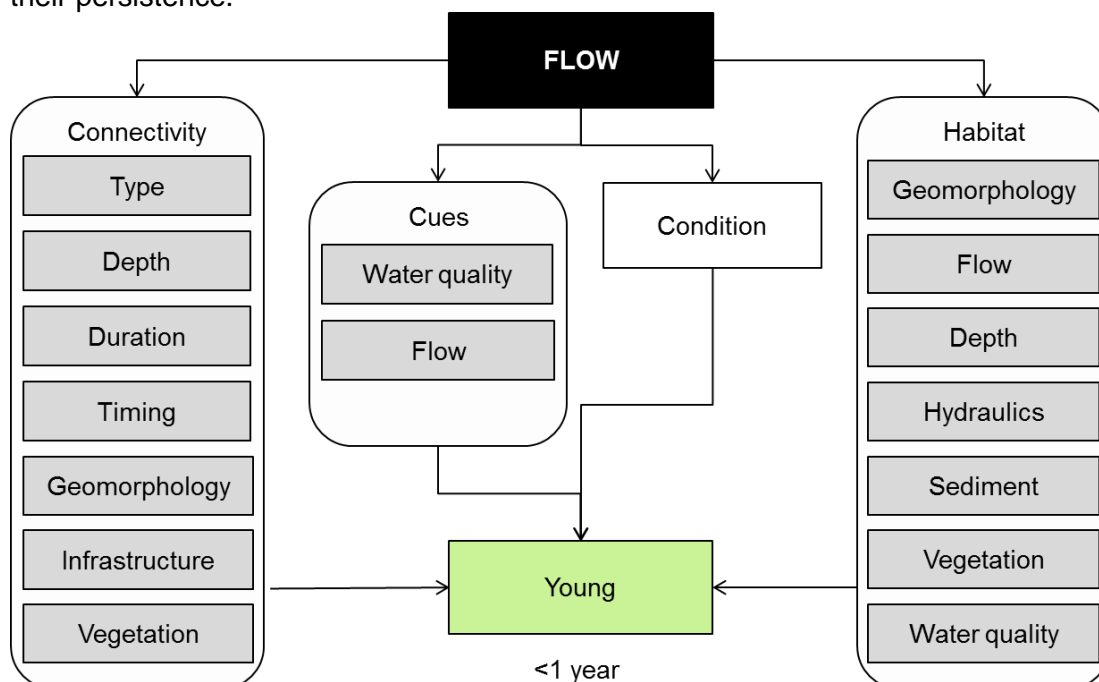 their persistence.
FLOW
Connectivity
Type
Depth
Duration
Timing
Geomorphology
Infrastructure
Vegetation
Cues
Water quality
Flow
Condition
Habitat
Geomorphology
Flow
Depth
Hydraulics
Sediment
Vegetation
Water quality
Young
<1 year